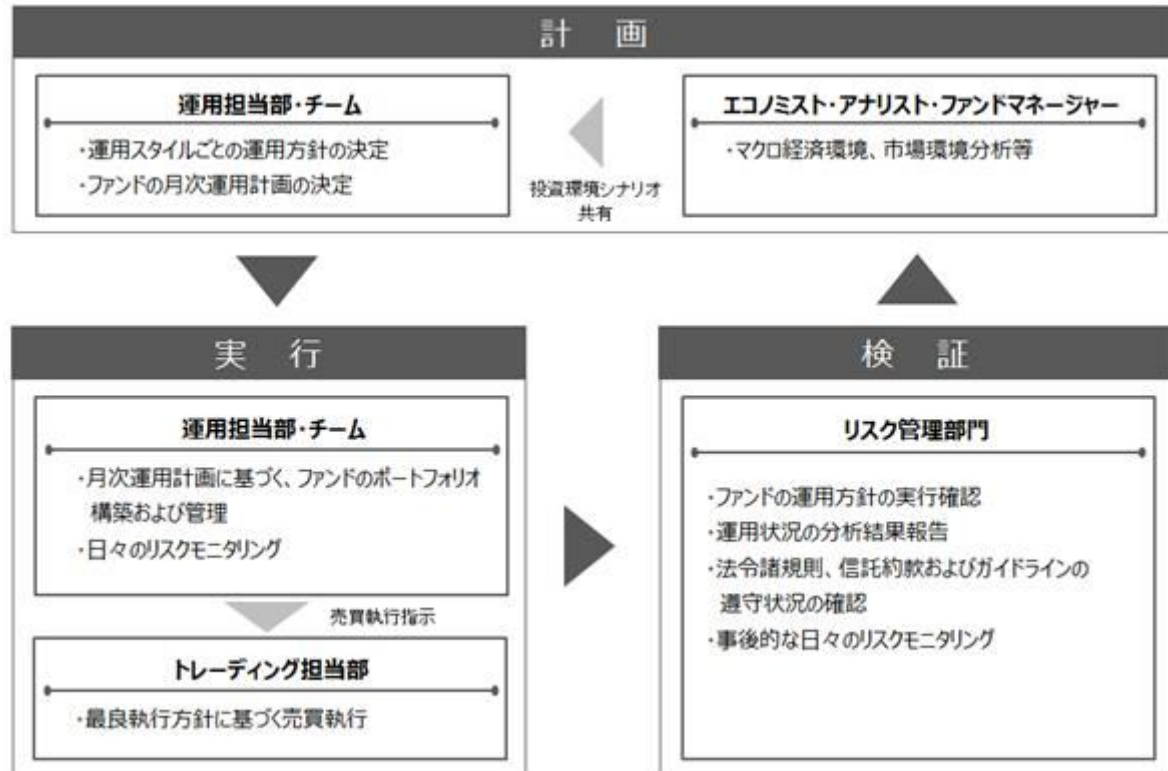 計 画
運用担当部・チーム
・運用スタイルごとの運用方針の決定
・ファンドの月次運用計画の決定
投資環境シナリオ
共有
エコノミスト・アナリスト・ファンドマネージャー
・マクロ経済環境、市場環境分析等
実 行
運用担当部・チーム
・月次運用計画に基づく、ファンドのポートフォリオ
構築および管理
・日々のリスクモニタリング
売買執行指示
トレーディング担当部
・最良執行方針に基づく売買執行
検 証
リスク管理部門
・ファンドの運用方針の実行確認
・運用状況の分析結果報告
・法令諸規則、信託約款およびガイドラインの
遵守状況の確認
・事後的な日々のリスクモニタリング